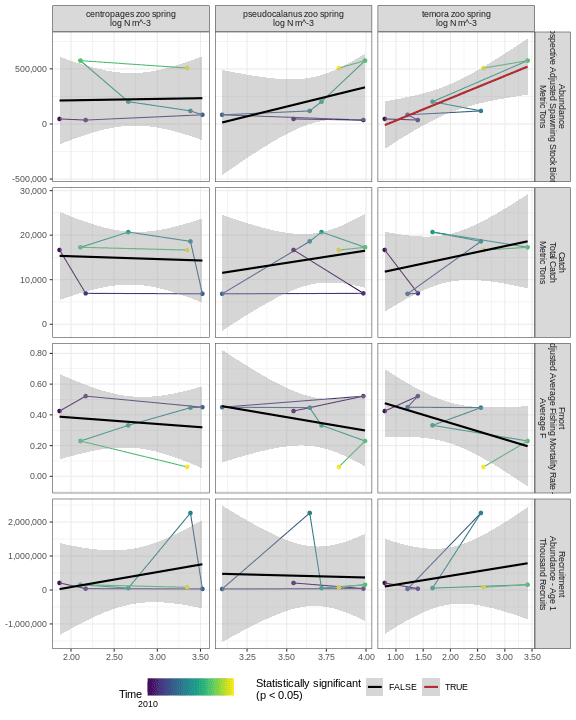 centropages zoo spring
log N m^-3
pseudocalanus zoo spring
log N m^-3
temora zoo spring
log N m^-3
500,000
0
-500,000
Abundance
Adjusted Spawning Stock
Metric Tons
30,000
20,000
10,000
0
Catch
Total Catch
Metric Tons
0.80
0.60
0.40
0.20
0.00
Fmort
Average Fishing Mortality Rate -
Average F
2,000,000
1,000,000
0
-1,000,000
Recruitment
Abundance - Age 1
Thousand Recruits
2.00 2.50 3.00 3.50
3.25 3.50 3.75 4.00
1.00 1.50 2.00 2.50 3.00 3.50
Time
2010
Statistically significant
(p < 0.05)
FALSE
TRUE